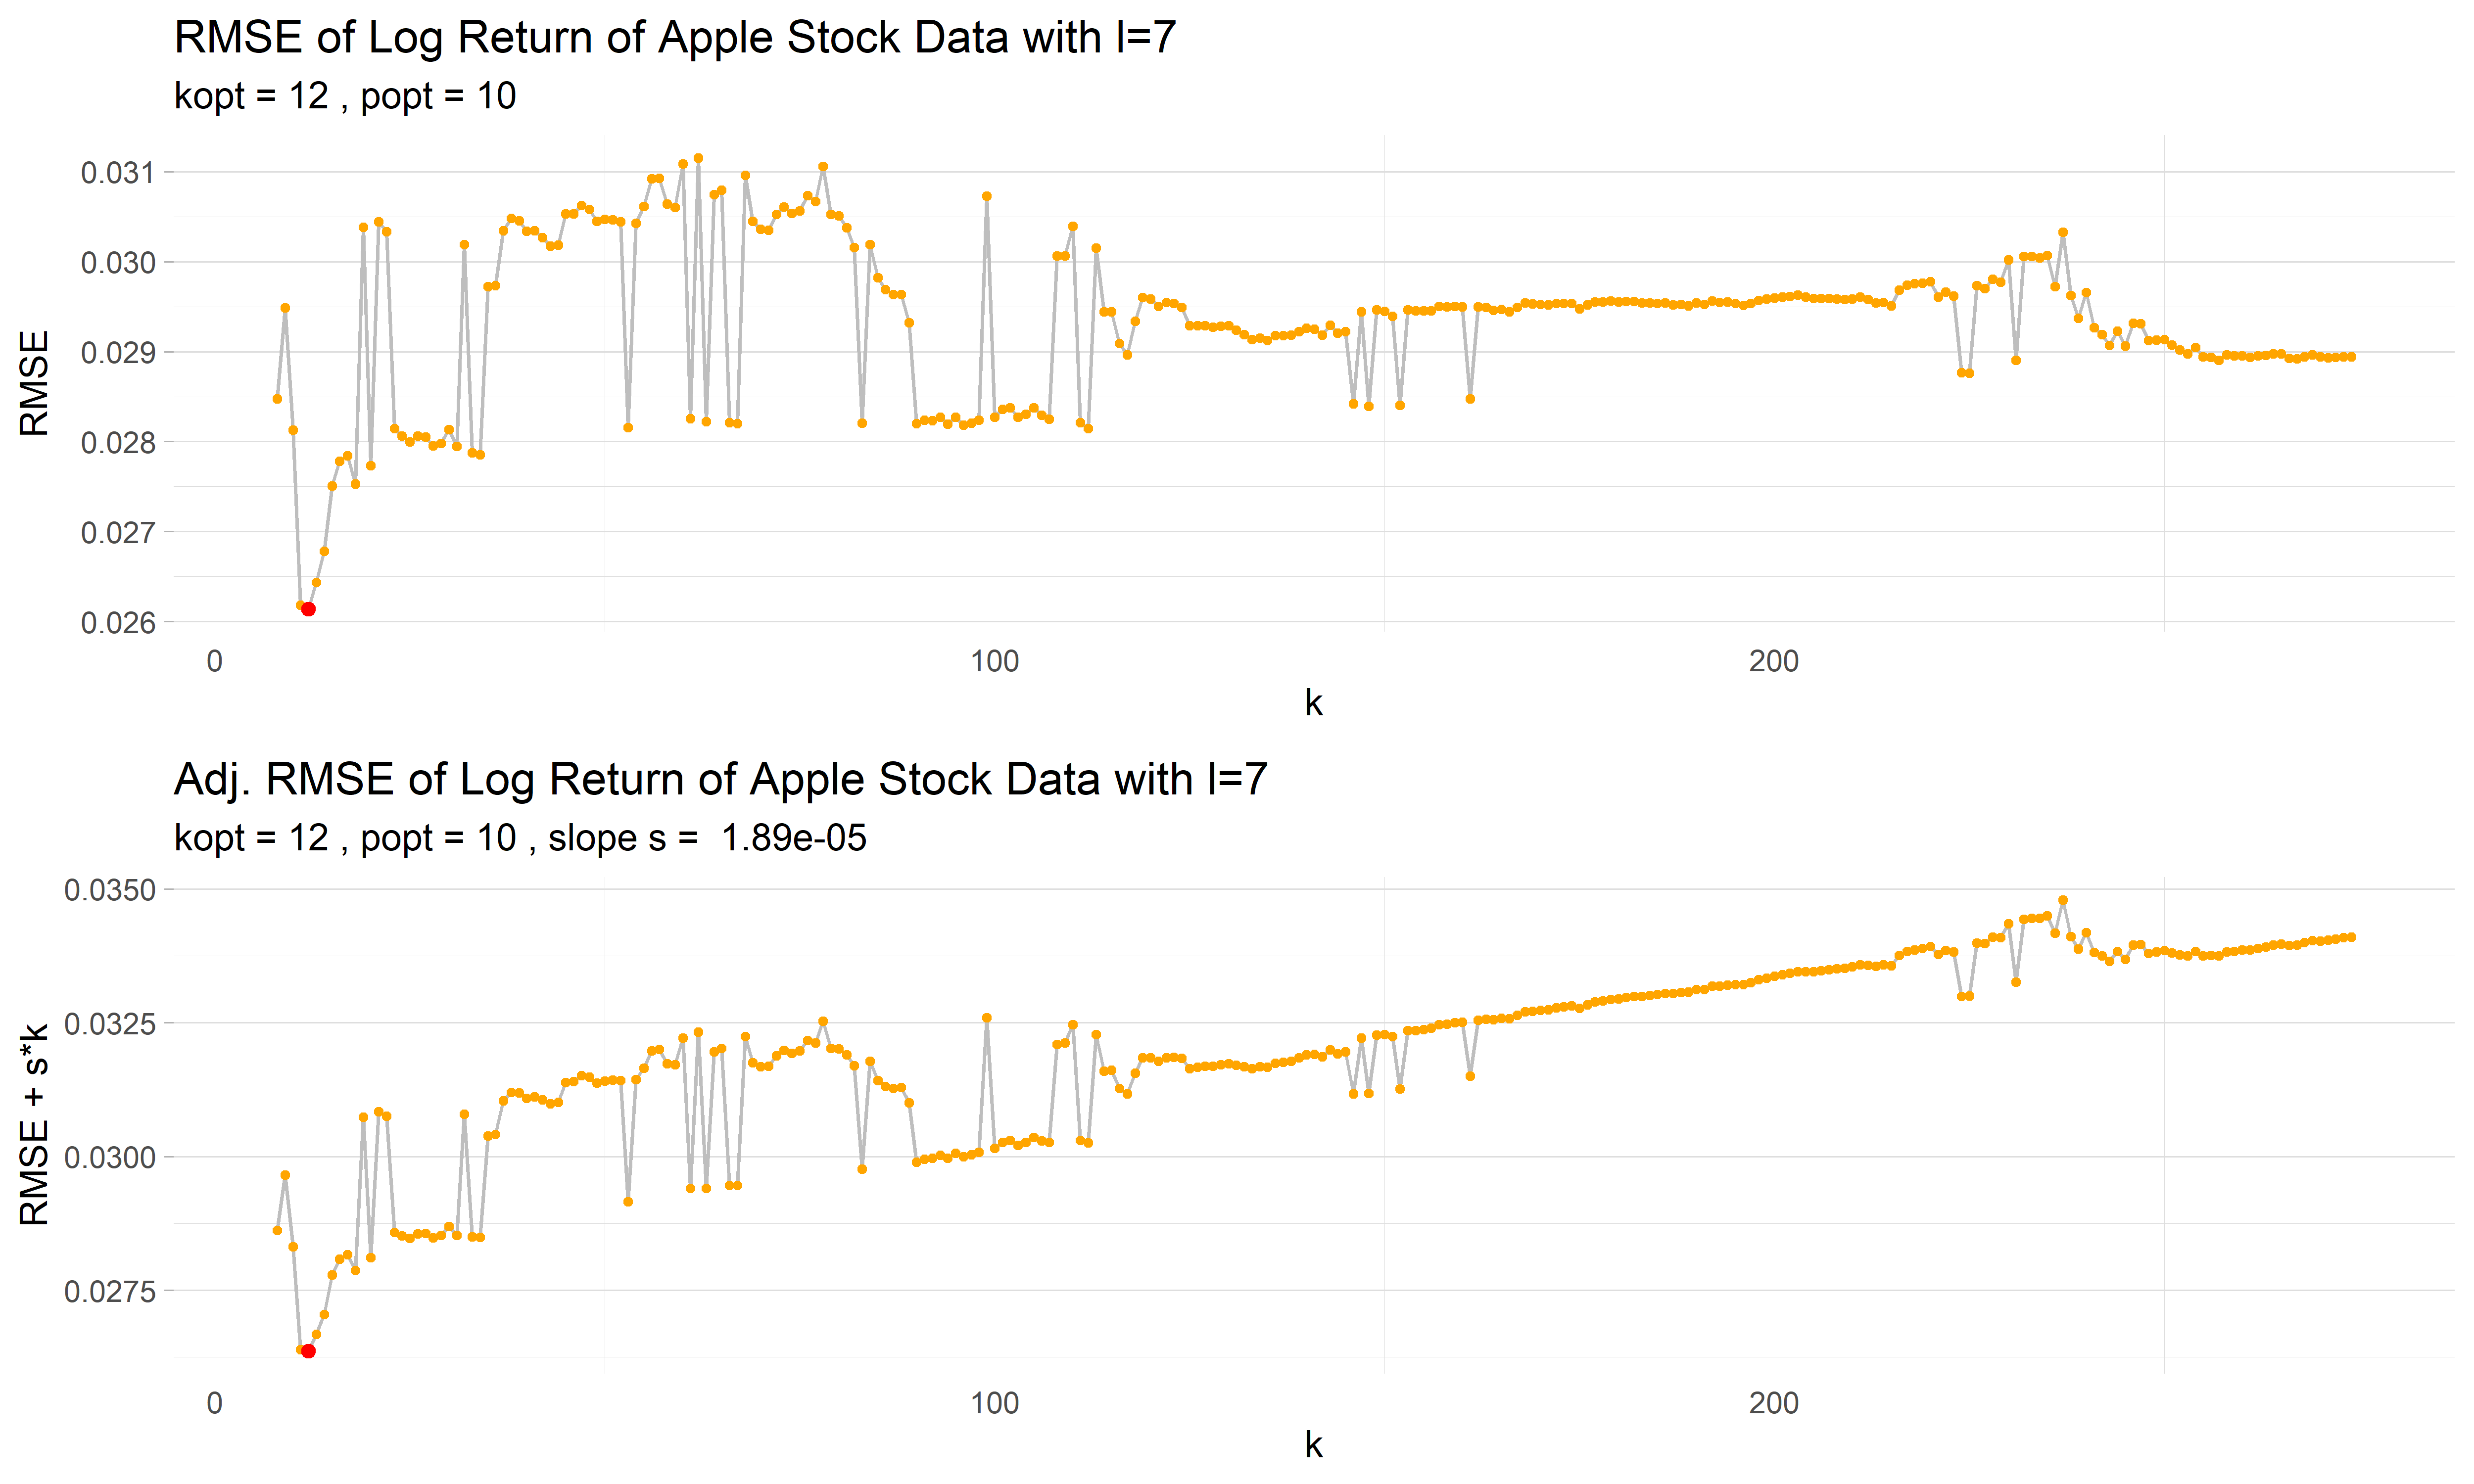 RMSE of Log Return of Apple Stock Data with l=7
kopt = 12 , popt = 10
0.031
0.030
0.029
0.028
0.027
0.026
RMSE
0
100
200
k
Adj. RMSE of Log Return of Apple Stock Data with l=7
kopt = 12 , popt = 10 , slope s =  1.89e-05
0.0350
0.0325
0.0300
0.0275
RMSE + s*k
0
100
200
k